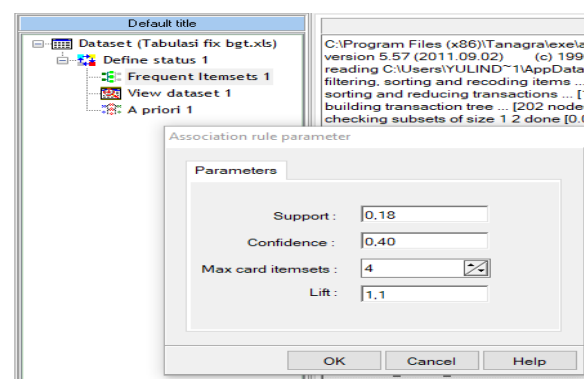 Default title
Dataset (Tabulasi fix bgt.xls)
Define status 1
Frequent Itemsets 1
View dataset 1
A priori 1
C:\Program Files (x86)\Tanagra\exe\a
version 5.57 (2011.09.02) (c) 199
reading C:\Users\YULIND~1\AppData
filtering, sorting and recoding items ...
sorting and reducing transactions ... [
building transaction tree ... [202 node
checking subsets of size 1 2 done [0.
Association rule parameter
Parameters
Support : 0,18
Confidence : 0,40
Max card itemsets : 4
Lift : 1,1
OK Cancel Help